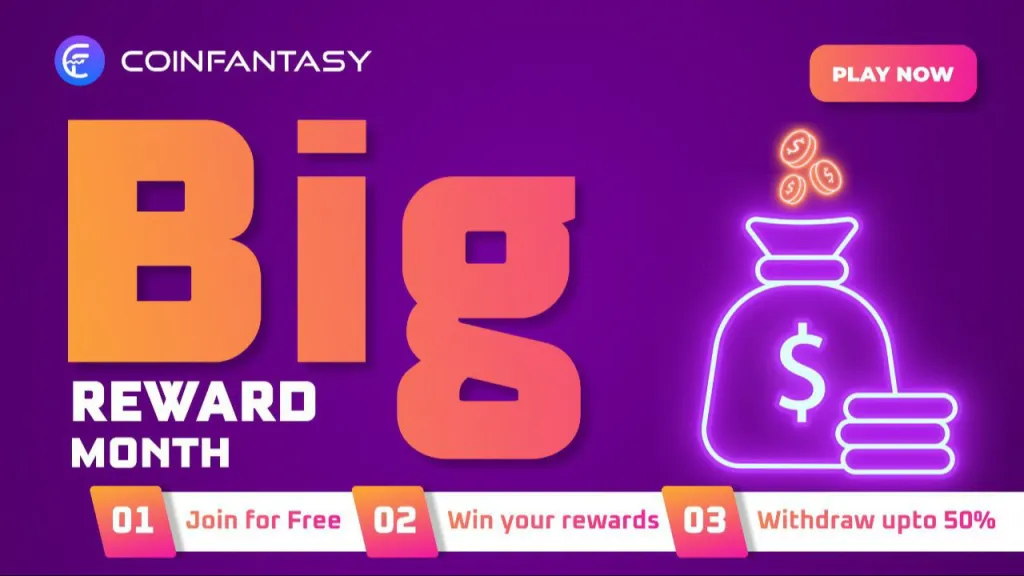 COINFANTASY
PLAY NOW
Big
REWARD
MONTH
01 Join for Free 02 Win your rewards 03 Withdraw upto 50%
$